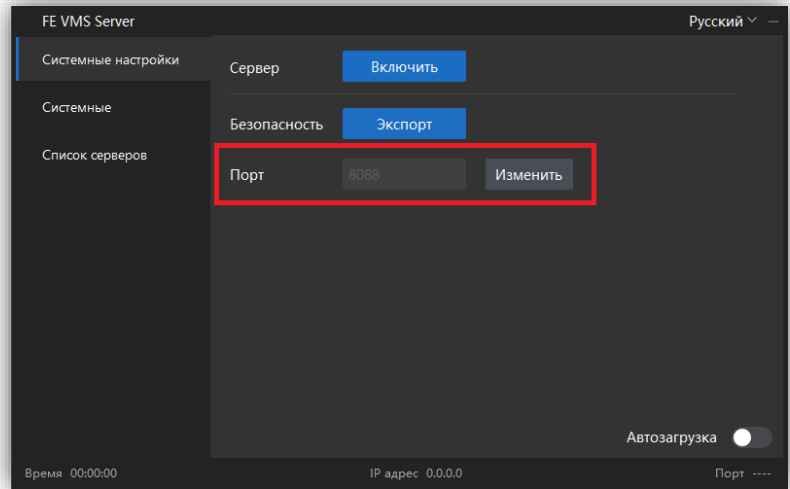 FE VMS Server
Русский
Системные настройки
Системные
Список серверов
Сервер
Включить
Безопасность
Экспорт
Порт
8088
Изменить
Автозагрузка
Время 00:00:00
IP адрес 0.0.0.0
Порт ----